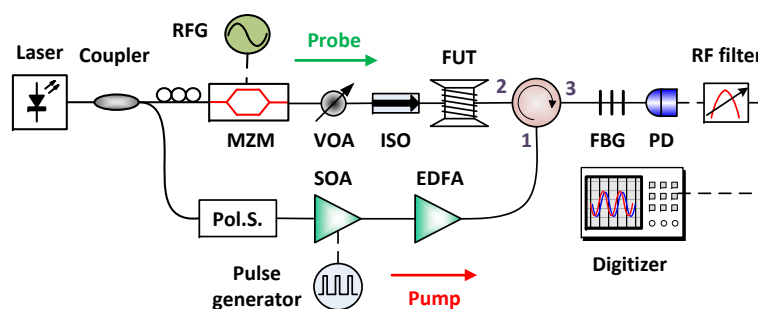 Laser
Coupler
RFG
Probe
FUT
RF filter
2
3
1
MZM
VOA
ISO
FBG
PD
SOA
EDFA
Pol.S.
Pulse
generator
Pump
Digitizer